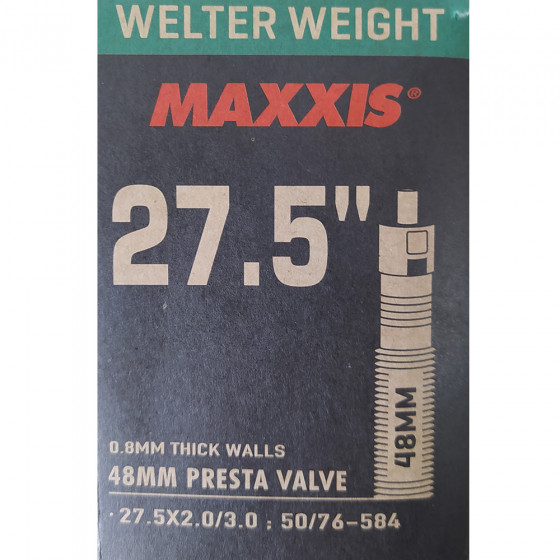 WELTER WEIGHT
MAXXIS®
27.5"
48MM
0.8MM THICK WALLS
48MM PRESTA VALVE
·27.5X2.0/3.0 ; 50/76-584